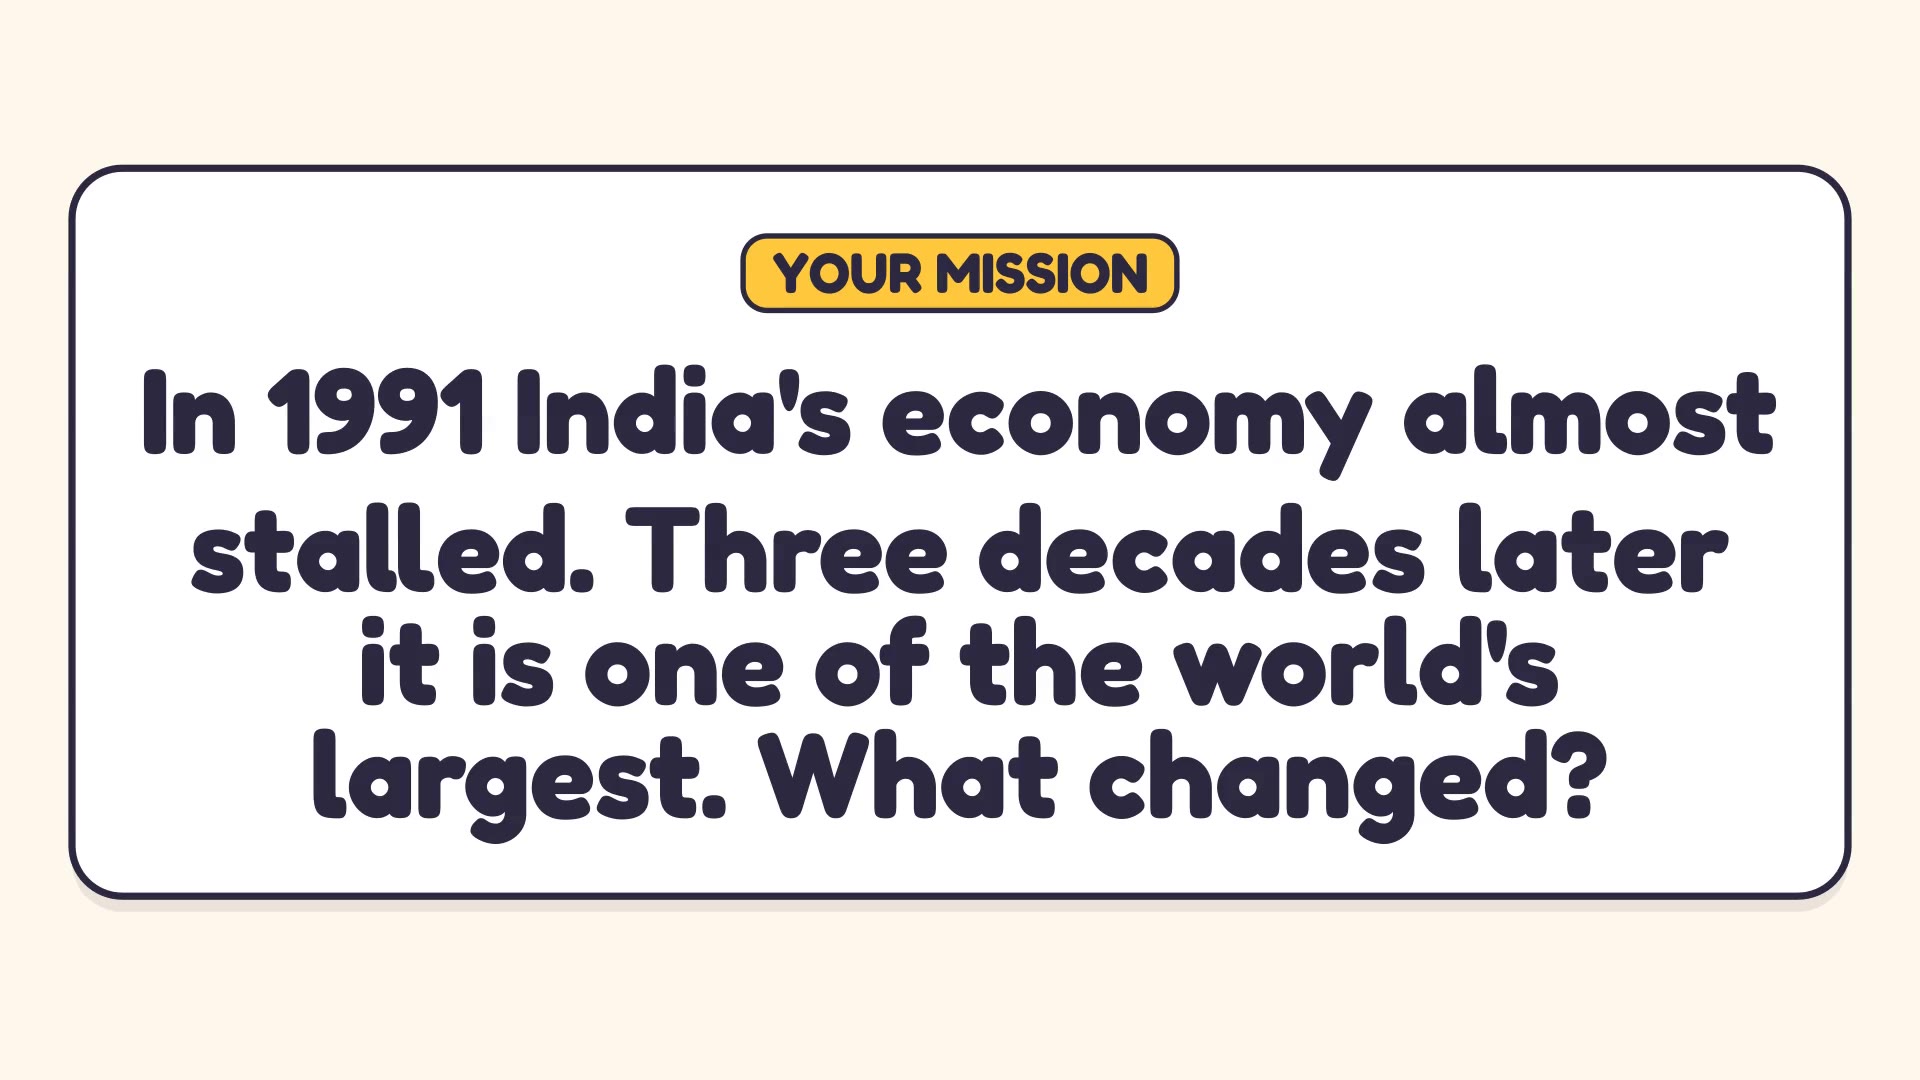 YOUR MISSION
In 1991 India's economy almost
stalled. Three decades later
it is one of the world's
largest. What changed?